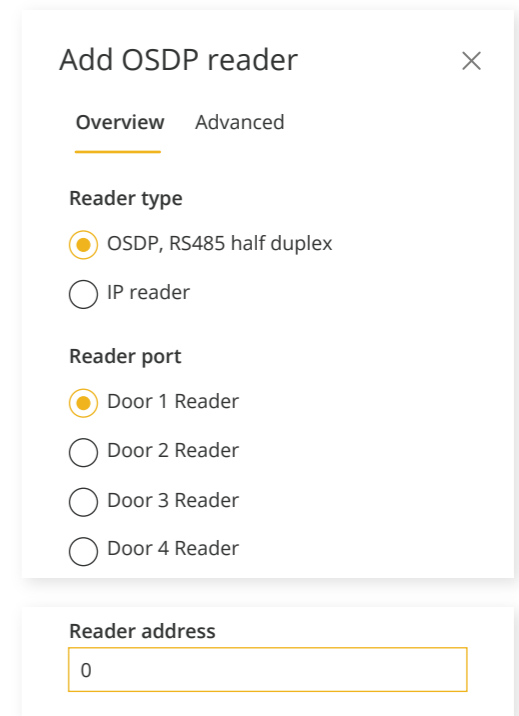 Add OSDP reader
Overview Advanced
Reader type
OSDP, RS485 half duplex
IP reader
Reader port
Door 1 Reader
Door 2 Reader
Door 3 Reader
Door 4 Reader
Reader address
0